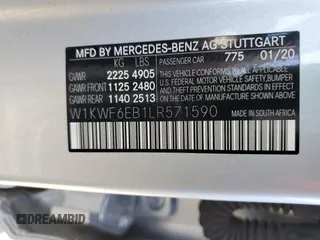 MFD BY MERCEDES-BENZ AG STUTTGART
KG LBS PASSENGER CAR 775 01/20
GVWR 2225 4905
GAWR FRONT 1125 2480
GAWR REAR 1140 2513
THIS VEHICLE CONFORMS TO ALL
APPLICABLE U.S. FEDERAL MOTOR
VEHICLE SAFETY, BUMPER
AND THEFT PREVENTION
STANDARDS IN EFFECT ON THE
DATE OF MANUFACTURE
SHOWN ABOVE
W1KWF6EB1LR571590
MADE IN SOUTH AFRICA
DREAMBID